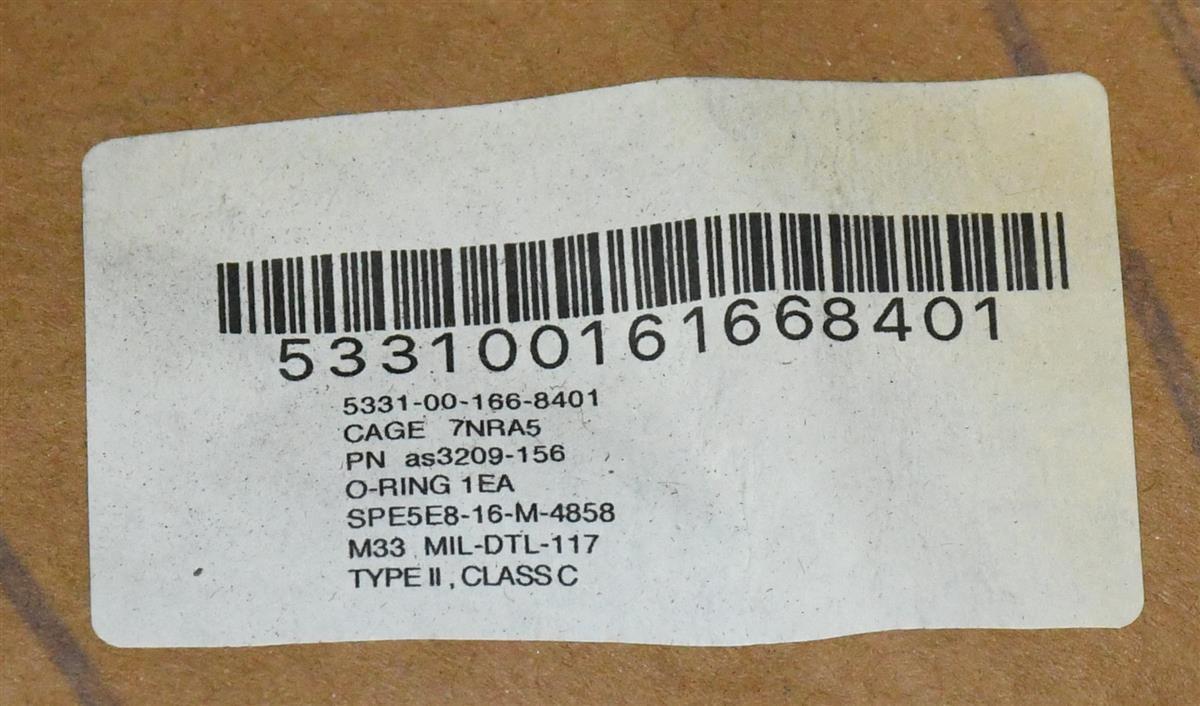 533100161668401
5331-00-166-8401
CAGE 7NRA5
PN as3209-156
O-RING 1EA
SPE5E8-16-M-4858
M33 MIL-DTL-117
TYPE II , CLASS C